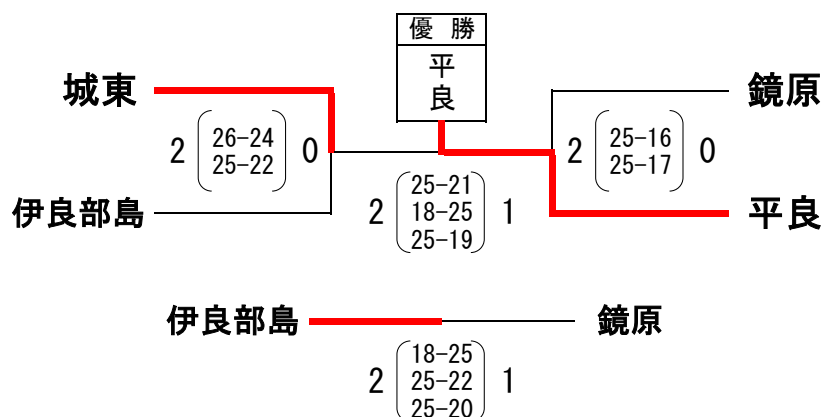 優 勝
平
良
城東
鏡原
2 26-24 0
25-22
2 25-16 0
25-17
伊良部島
平良
25-21
2 18-25 1
25-19
伊良部島
鏡原
18-25
2 25-22 1
25-20